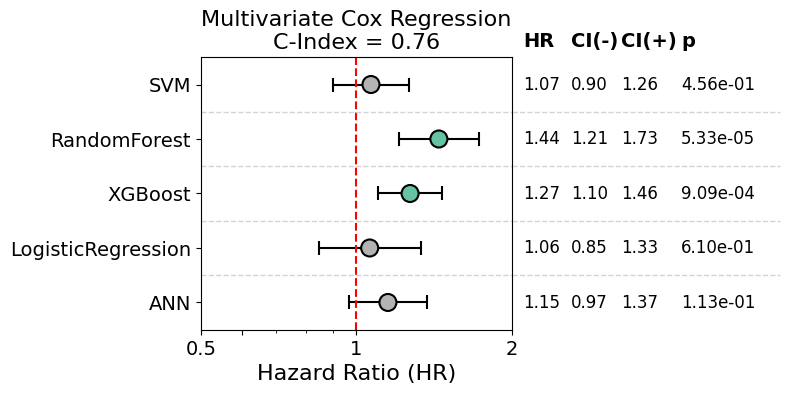 Multivariate Cox Regression
C-Index = 0.76
HR CI(-) CI(+) p
SVM 1.07 0.90 1.26 4.56e-01
RandomForest 1.44 1.21 1.73 5.33e-05
XGBoost 1.27 1.10 1.46 9.09e-04
LogisticRegression 1.06 0.85 1.33 6.10e-01
ANN 1.15 0.97 1.37 1.13e-01
0.5 1 2
Hazard Ratio (HR)